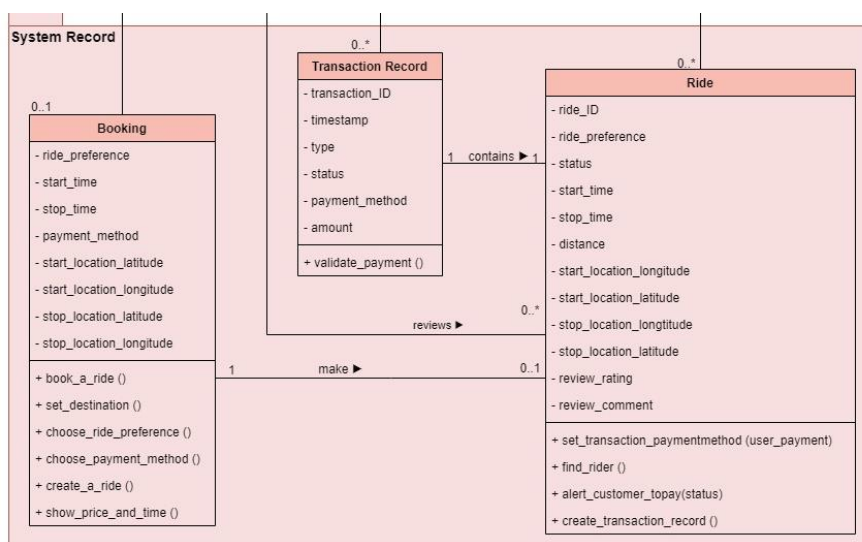 System Record
0..1
Booking
- ride_preference
- start_time
- stop_time
- payment_method
- start_location_latitude
- start_location_longitude
- stop_location_latitude
- stop_location_longitude
+ book_a_ride ()
+ set_destination ()
+ choose_ride_preference ()
+ choose_payment_method ()
+ create_a_ride ()
+ show_price_and_time ()
0..*
Transaction Record
- transaction_ID
- timestamp
- type
- status
- payment_method
- amount
+ validate_payment ()
1 contains ► 1
reviews ► 0..*
1 make ► 0..1
0..*
Ride
- ride_ID
- ride_preference
- status
- start_time
- stop_time
- distance
- start_location_longitude
- start_location_latitude
- stop_location_longtitude
- stop_location_latitude
- review_rating
- review_comment
+ set_transaction_paymentmethod (user_payment)
+ find_rider ()
+ alert_customer_topay(status)
+ create_transaction_record ()